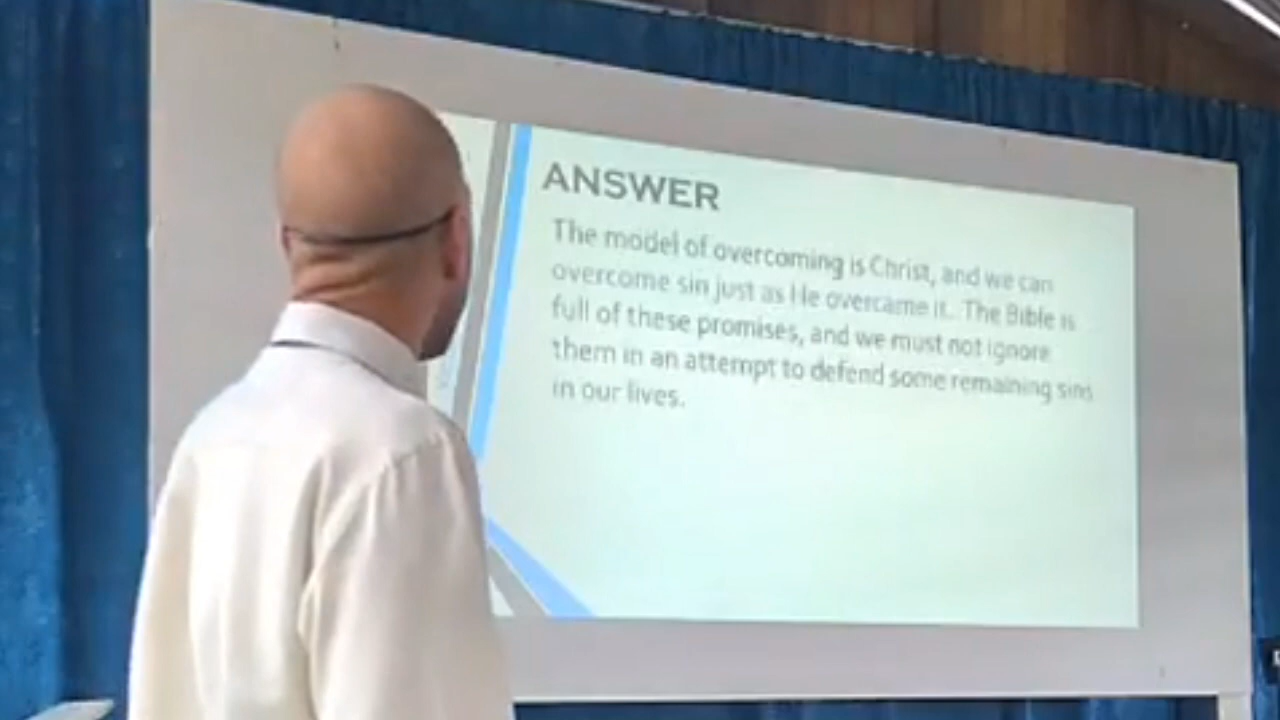 ANSWER
The model of overcoming is Christ, and we can
overcome sin just as He overcame it. The Bible is
full of these promises, and we must not ignore
them in an attempt to defend some remaining sins
in our lives.